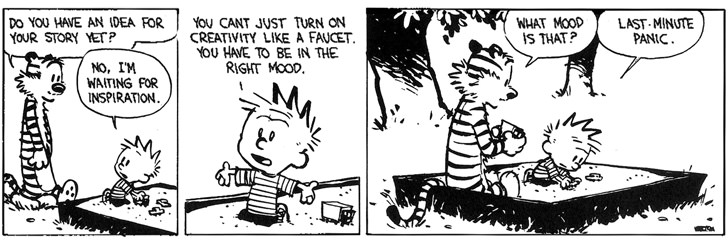 DO YOU HAVE AN IDEA FOR
YOUR STORY YET?
NO, I'M
WAITING FOR
INSPIRATION.
YOU CANT JUST TURN ON
CREATIVITY LIKE A FAUCET.
YOU HAVE TO BE IN THE
RIGHT MOOD.
WHAT MOOD
IS THAT?
LAST-MINUTE
PANIC.